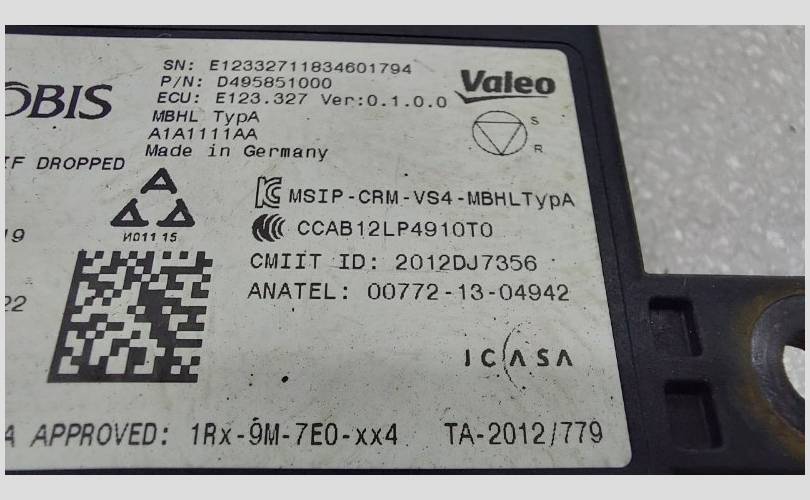 SN: E12332711834601794
P/N: D495851000
ECU: E123.327 Ver:0.1.0.0
MBHL TypA
A1A1111AA
Made in Germany
Valeo
S
R
OBIS
IF DROPPED
И011 15
19
22
MSIP-CRM-VS4-MBHLTypA
CCAB12LP4910T0
CMIIT ID: 2012DJ7356
ANATEL: 00772-13-04942
ICASA
A APPROVED: 1Rx-9M-7E0-xx4 TA-2012/779